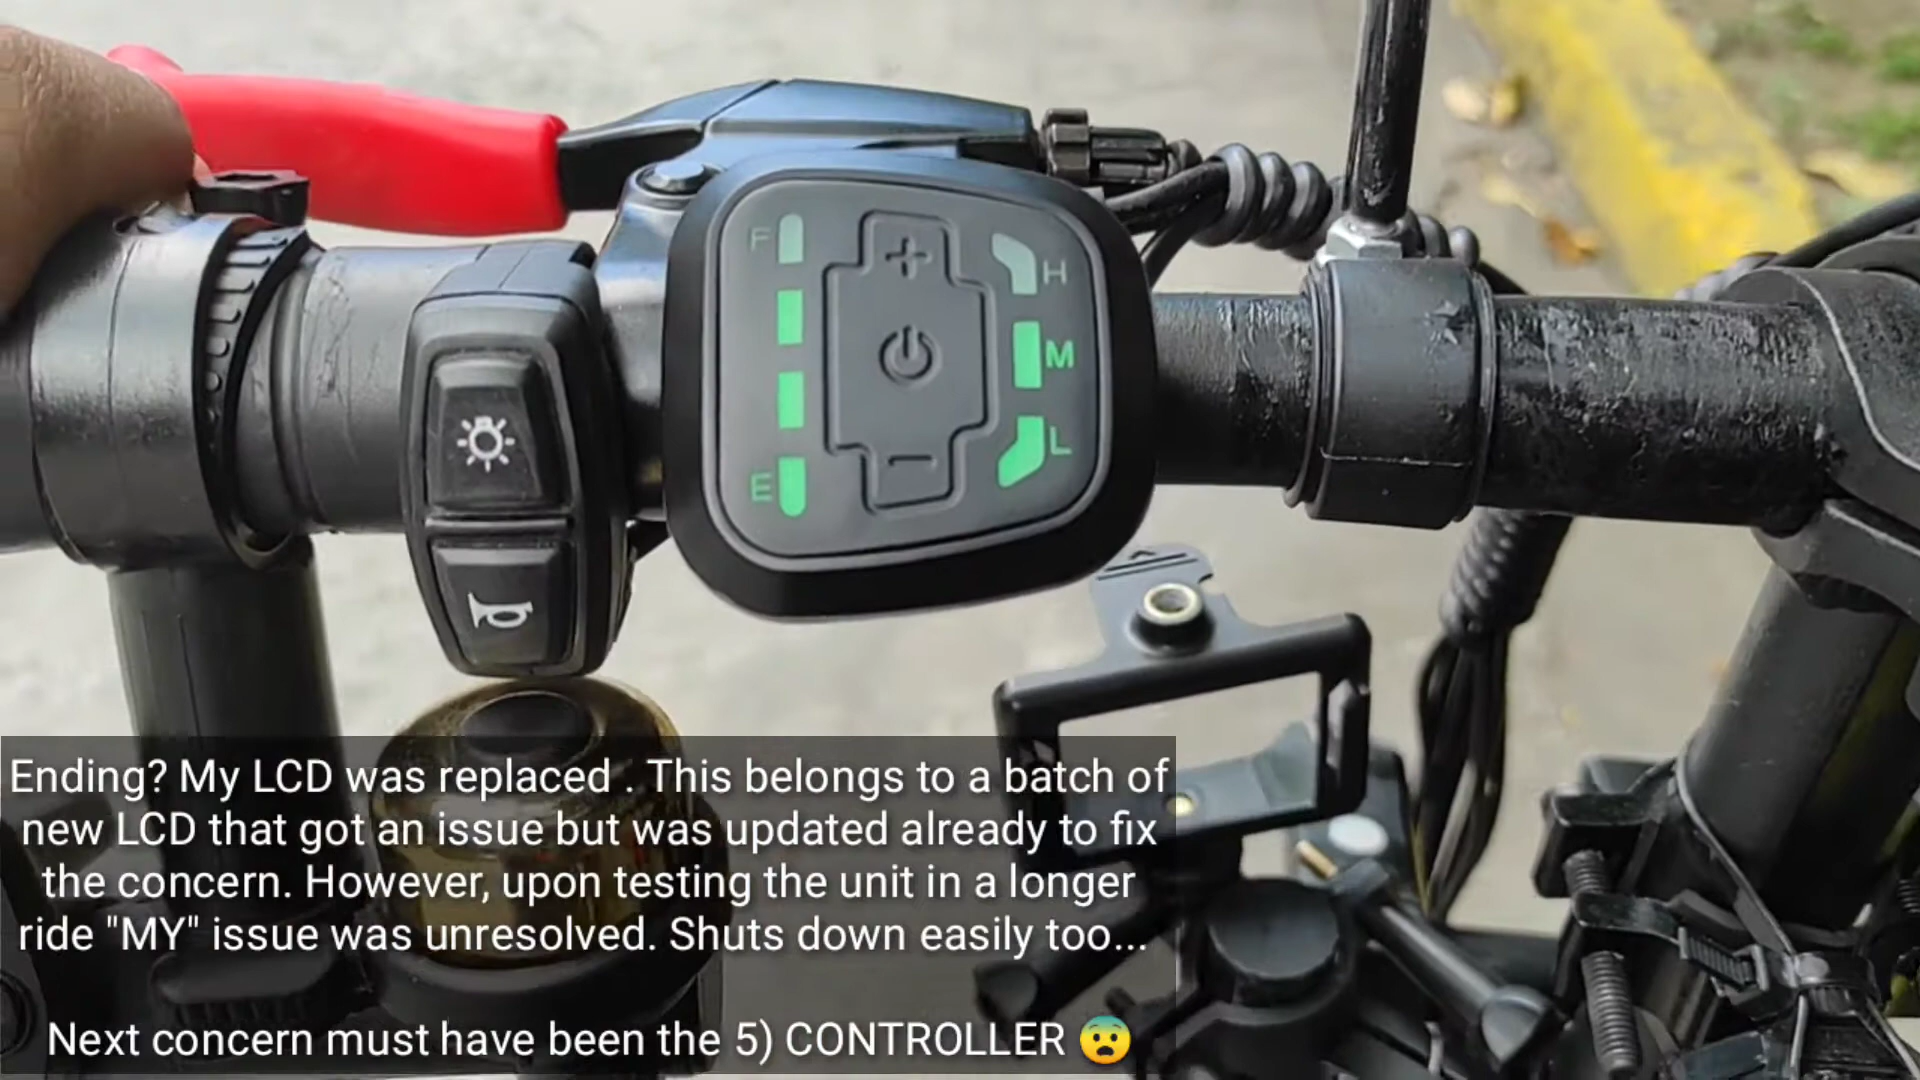 F
H
M
L
E
Ending? My LCD was replaced . This belongs to a batch of
new LCD that got an issue but was updated already to fix
the concern. However, upon testing the unit in a longer
ride "MY" issue was unresolved. Shuts down easily too...
Next concern must have been the 5) CONTROLLER 😨